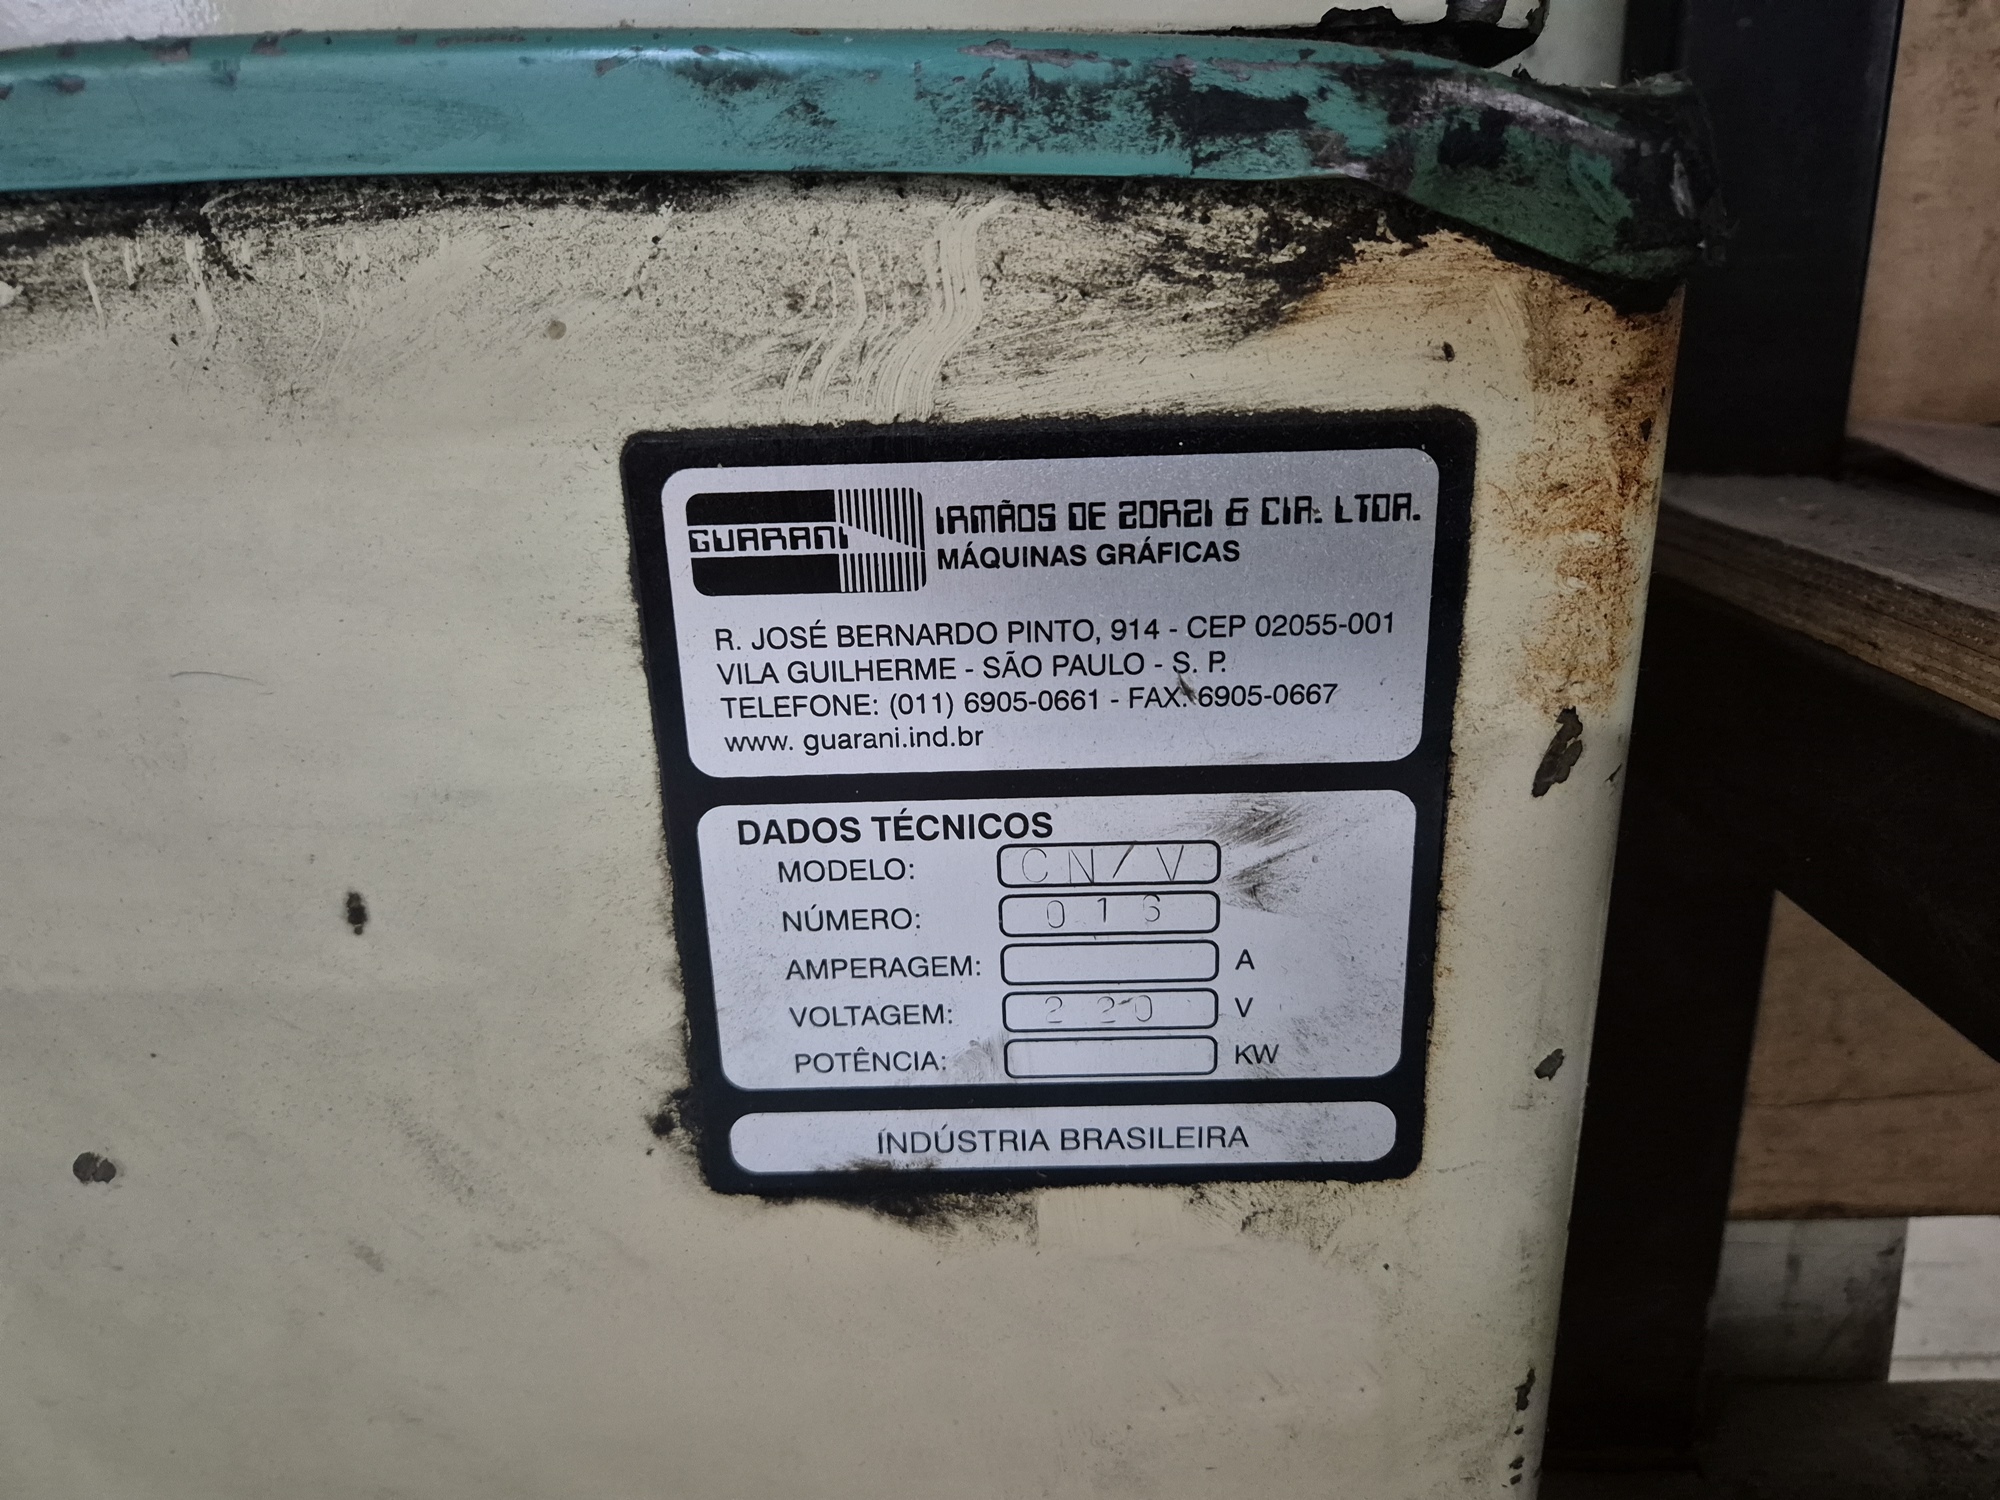 GUARANI
IRMÃOS DE ZORZI & CIA. LTDA.
MÁQUINAS GRÁFICAS
R. JOSÉ BERNARDO PINTO, 914 - CEP 02055-001
VILA GUILHERME - SÃO PAULO - S. P.
TELEFONE: (011) 6905-0661 - FAX: 6905-0667
www. guarani.ind.br
DADOS TÉCNICOS
MODELO: CN/V
NÚMERO:
AMPERAGEM: A
VOLTAGEM: 220 V
POTÊNCIA: KW
INDÚSTRIA BRASILEIRA